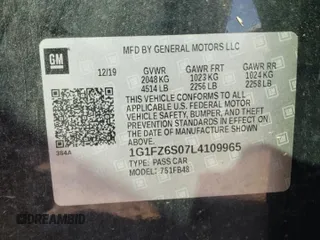 GM
MFD BY GENERAL MOTORS LLC
12/19 GVWR GAWR FRT GAWR RR
2048 KG 1023 KG 1024 KG
4514 LB 2256 LB 2258 LB
THIS VEHICLE CONFORMS TO ALL APPLICABLE
U.S. FEDERAL MOTOR VEHICLE
SAFETY, BUMPER, AND THEFT
PREVENTION STANDARDS IN EFFECT
ON THE DATE OF MANUFACTURE
SHOWN ABOVE.
1G1FZ6S07L4109965
TYPE: PASS CAR
MODEL: 751FB48
384A
DREAMBID